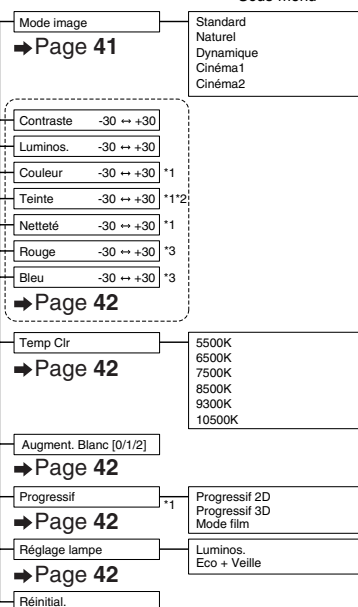 Mode image
➡Page 41
Standard
Naturel
Dynamique
Cinéma1
Cinéma2
Contraste -30 ↔ +30
Luminos. -30 ↔ +30
Couleur -30 ↔ +30 *1
Teinte -30 ↔ +30 *1*2
Netteté -30 ↔ +30 *1
Rouge -30 ↔ +30 *3
Bleu -30 ↔ +30 *3
➡Page 42
Temp Clr
➡Page 42
5500K
6500K
7500K
8500K
9300K
10500K
Augment. Blanc [0/1/2]
➡Page 42
Progressif *1
➡Page 42
Progressif 2D
Progressif 3D
Mode film
Réglage lampe
➡Page 42
Luminos.
Eco + Veille
Réinitial.